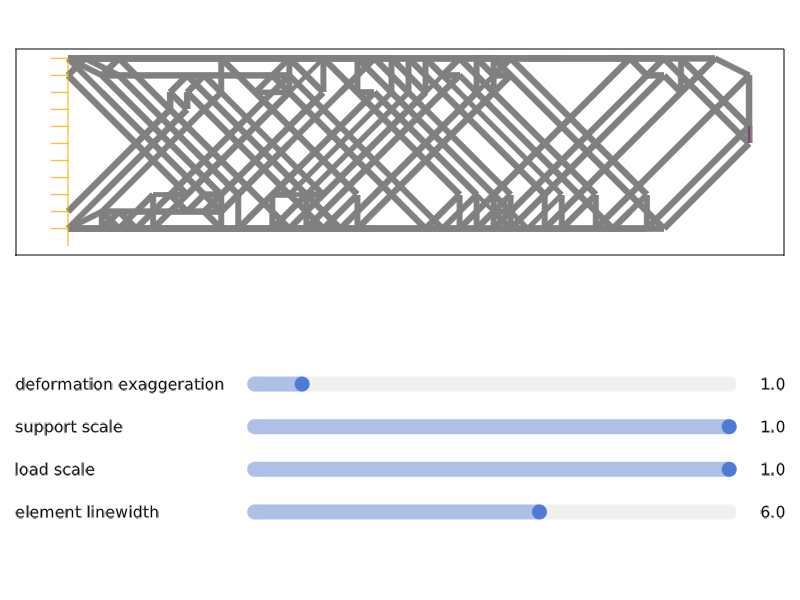 deformation exaggeration 1.0
support scale 1.0
load scale 1.0
element linewidth 6.0